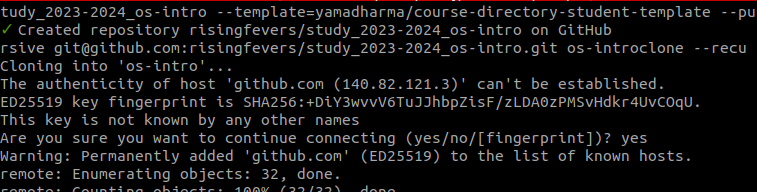 tudy_2023-2024_os-intro --template=yamadharma/course-directory-student-template --pu
✓ Created repository risingfevers/study_2023-2024_os-intro on GitHub
rsive git@github.com:risingfevers/study_2023-2024_os-intro.git os-introclone --recu
Cloning into 'os-intro'...
The authenticity of host 'github.com (140.82.121.3)' can't be established.
ED25519 key fingerprint is SHA256:+DiY3wvvV6TuJJhbpZisF/zLDA0zPMSvHdkr4UvCOqU.
This key is not known by any other names
Are you sure you want to continue connecting (yes/no/[fingerprint])? yes
Warning: Permanently added 'github.com' (ED25519) to the list of known hosts.
remote: Enumerating objects: 32, done.
remote: Counting objects: 100% (32/32), done.